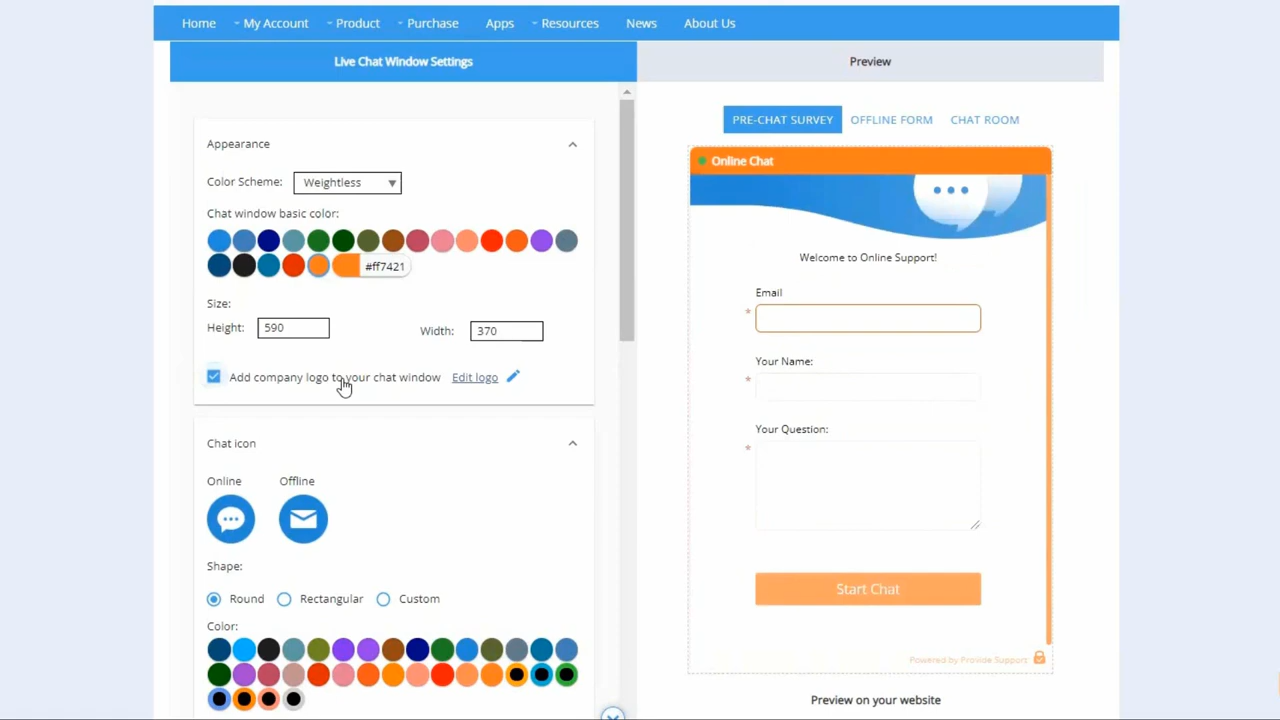 Home My Account Product Purchase Apps Resources News About Us
Live Chat Window Settings
Preview
Appearance
Color Scheme: Weightless
Chat window basic color:
#ff7421
Size:
Height: 590 Width: 370
Add company logo to your chat window Edit logo
Chat icon
Online Offline
Shape:
Round Rectangular Custom
Color:
PRE-CHAT SURVEY OFFLINE FORM CHAT ROOM
Online Chat
Welcome to Online Support!
Email
*
Your Name:
*
Your Question:
*
Start Chat
Powered by Provide Support
Preview on your website